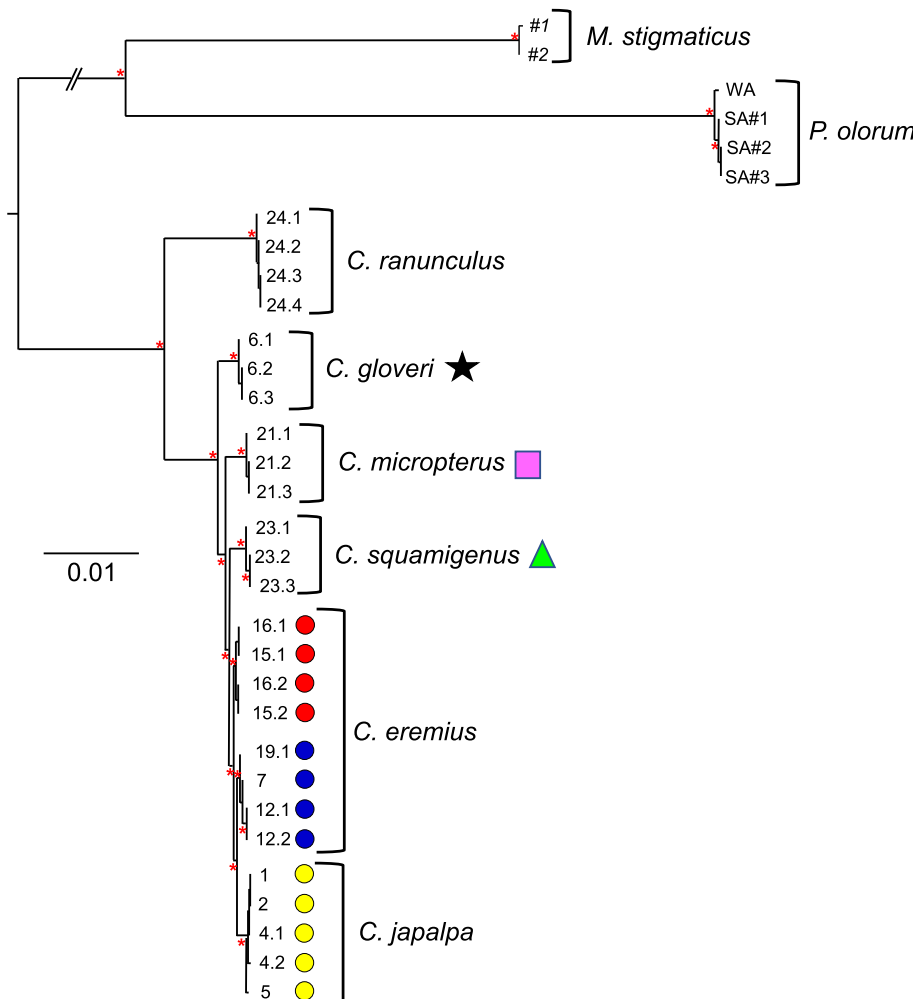 #1
M. stigmaticus
#2
WA
SA#1
P. olorum
SA#2
SA#3
24.1
24.2
C. ranunculus
24.3
24.4
6.1
6.2
C. gloveri
6.3
21.1
21.2
C. micropterus
21.3
23.1
23.2
C. squamigenus
23.3
0.01
16.1
15.1
16.2
15.2
C. eremius
19.1
7
12.1
12.2
1
2
4.1
C. japalpa
4.2
5